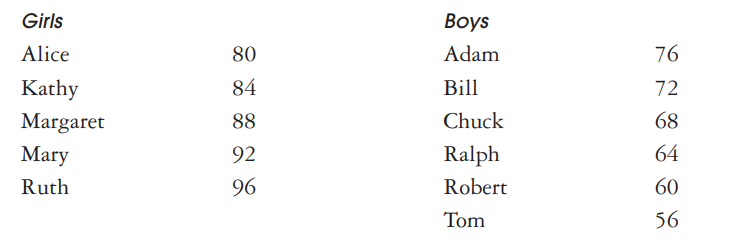 Girls Boys
Alice 80 Adam 76
Kathy 84 Bill 72
Margaret 88 Chuck 68
Mary 92 Ralph 64
Ruth 96 Robert 60
Tom 56